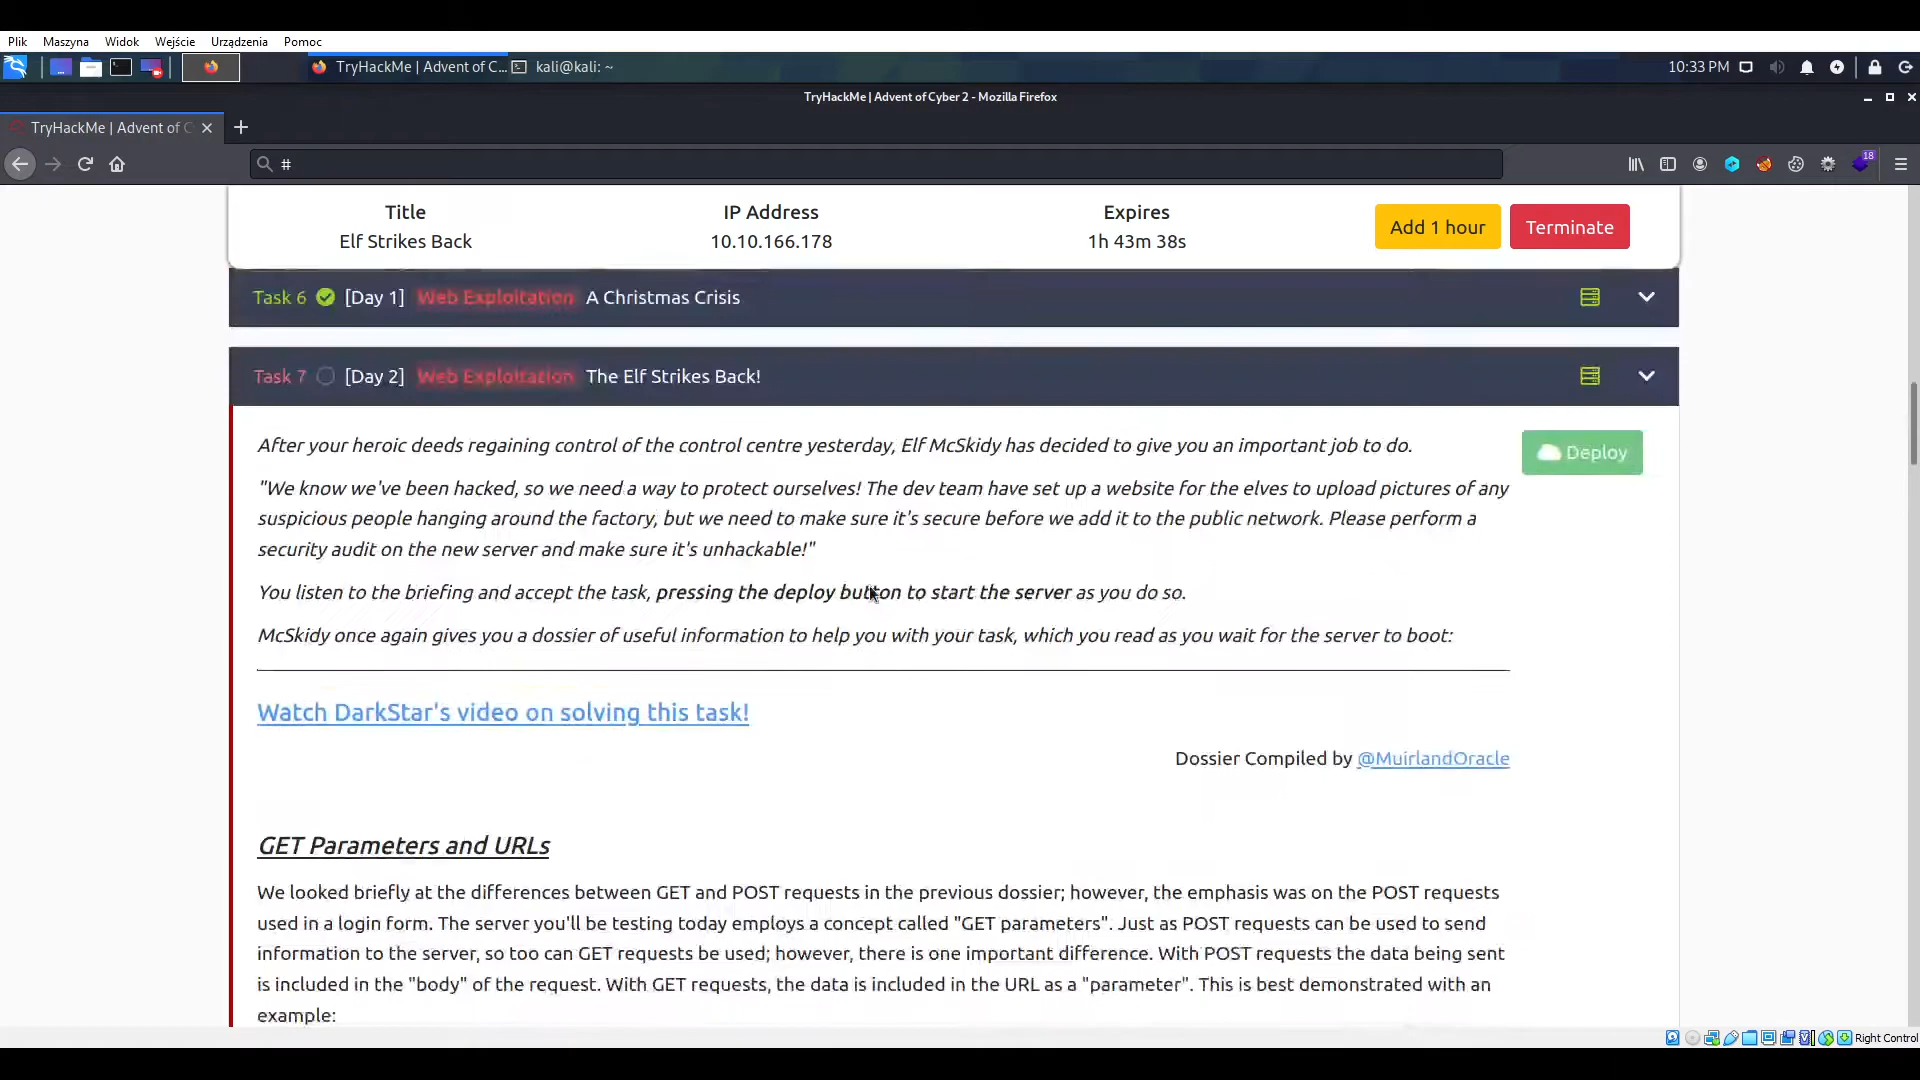 Plik Maszyna Widok Wejście Urządzenia Pomoc
TryHackMe | Advent of C... kali@kali: ~ 10:33 PM
TryHackMe | Advent of Cyber 2 - Mozilla Firefox
TryHackMe | Advent of C
#
18
Title IP Address Expires
Elf Strikes Back 10.10.166.178 1h 43m 38s
Add 1 hour Terminate
Task 6 [Day 1] Web Exploitation A Christmas Crisis
Task 7 [Day 2] Web Exploitation The Elf Strikes Back!
After your heroic deeds regaining control of the control centre yesterday, Elf McSkidy has decided to give you an important job to do.
Deploy
"We know we've been hacked, so we need a way to protect ourselves! The dev team have set up a website for the elves to upload pictures of any
suspicious people hanging around the factory, but we need to make sure it's secure before we add it to the public network. Please perform a
security audit on the new server and make sure it's unhackable!"
You listen to the briefing and accept the task, pressing the deploy button to start the server as you do so.
McSkidy once again gives you a dossier of useful information to help you with your task, which you read as you wait for the server to boot:
Watch DarkStar's video on solving this task!
Dossier Compiled by @MuirlandOracle
GET Parameters and URLs
We looked briefly at the differences between GET and POST requests in the previous dossier; however, the emphasis was on the POST requests
used in a login form. The server you'll be testing today employs a concept called "GET parameters". Just as POST requests can be used to send
information to the server, so too can GET requests be used; however, there is one important difference. With POST requests the data being sent
is included in the "body" of the request. With GET requests, the data is included in the URL as a "parameter". This is best demonstrated with an
example:
Right Control